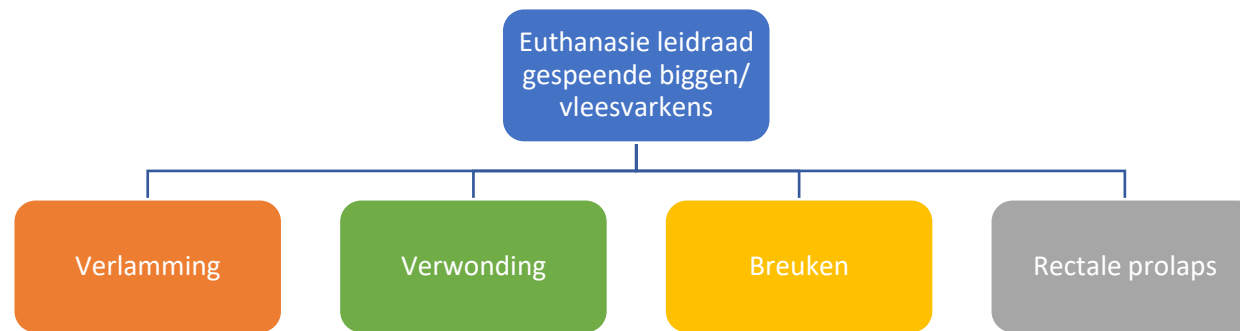 Euthanasie leidraad
gespeende biggen/
vleesvarkens
Verlamming
Verwonding
Breuken
Rectale prolaps